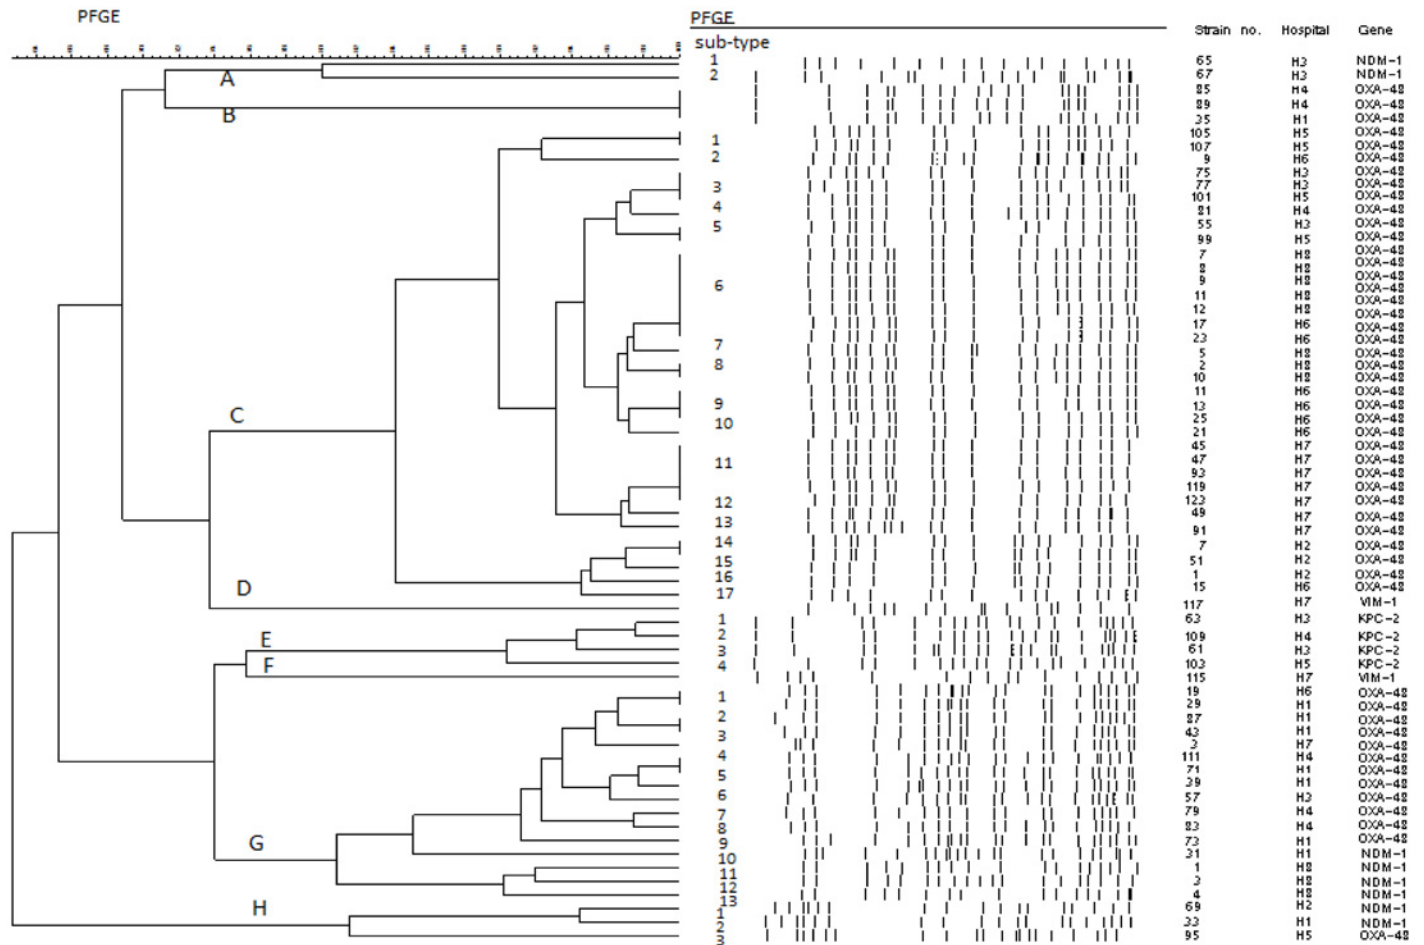 PFGE PFGE
sub-type
Strain no. Hospital Gene
1 65 H3 NDM-1
A 2 67 H3 NDM-1
85 H4 OXA-48
B 89 H4 OXA-48
35 H1 OXA-48
1 105 H5 OXA-48
107 H5 OXA-48
2 9 H6 OXA-48
75 H3 OXA-48
3 77 H3 OXA-48
101 H5 OXA-48
4 81 H4 OXA-48
5 55 H3 OXA-48
99 H5 OXA-48
7 H8 OXA-48
8 H8 OXA-48
6 9 H8 OXA-48
11 H8 OXA-48
12 H8 OXA-48
17 H6 OXA-48
23 H6 OXA-48
7 5 H8 OXA-48
8 2 H8 OXA-48
10 H8 OXA-48
11 H6 OXA-48
9 13 H6 OXA-48
C 10 25 H6 OXA-48
21 H6 OXA-48
45 H7 OXA-48
11 47 H7 OXA-48
93 H7 OXA-48
119 H7 OXA-48
12 123 H7 OXA-48
13 49 H7 OXA-48
91 H7 OXA-48
14 7 H2 OXA-48
15 51 H2 OXA-48
16 1 H2 OXA-48
D 17 15 H6 OXA-48
117 H7 VIM-1
1 63 H3 KPC-2
E 2 109 H4 KPC-2
3 61 H3 KPC-2
F 4 103 H5 KPC-2
115 H7 VIM-1
1 19 H6 OXA-48
29 H1 OXA-48
2 87 H1 OXA-48
3 43 H1 OXA-48
3 H7 OXA-48
4 111 H4 OXA-48
5 71 H1 OXA-48
39 H1 OXA-48
6 57 H3 OXA-48
7 79 H4 OXA-48
8 83 H4 OXA-48
G 9 73 H1 OXA-48
10 31 H1 NDM-1
11 1 H8 NDM-1
12 3 H8 NDM-1
13 4 H8 NDM-1
H 1 69 H2 NDM-1
2 33 H1 NDM-1
3 95 H5 OXA-48